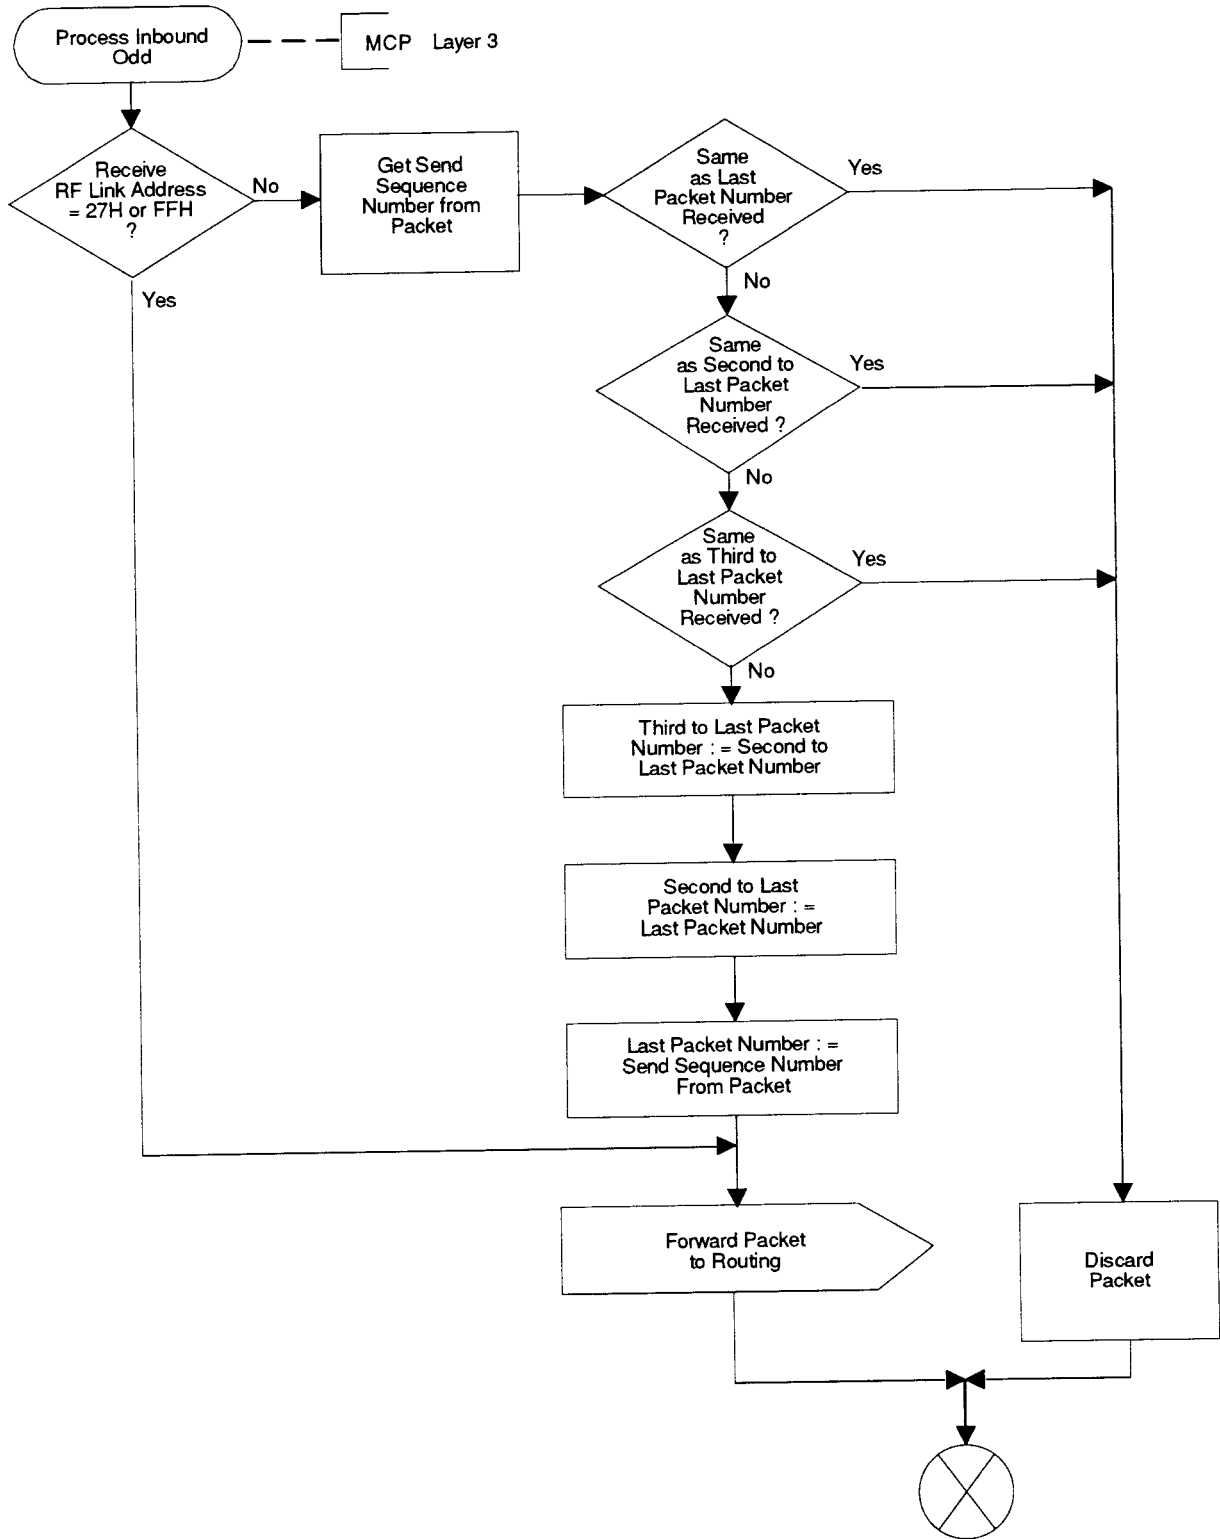 Process Inbound
Odd
MCP Layer 3
Receive
RF Link Address
= 27H or FFH
?
No
Yes
Get Send
Sequence
Number from
Packet
Same
as Last
Packet Number
Received
?
Yes
No
Same
as Second to
Last Packet
Number
Received ?
Yes
No
Same
as Third to
Last Packet
Number
Received ?
Yes
No
Third to Last Packet
Number : = Second to
Last Packet Number
Second to Last
Packet Number : =
Last Packet Number
Last Packet Number : =
Send Sequence Number
From Packet
Forward Packet
to Routing
Discard
Packet